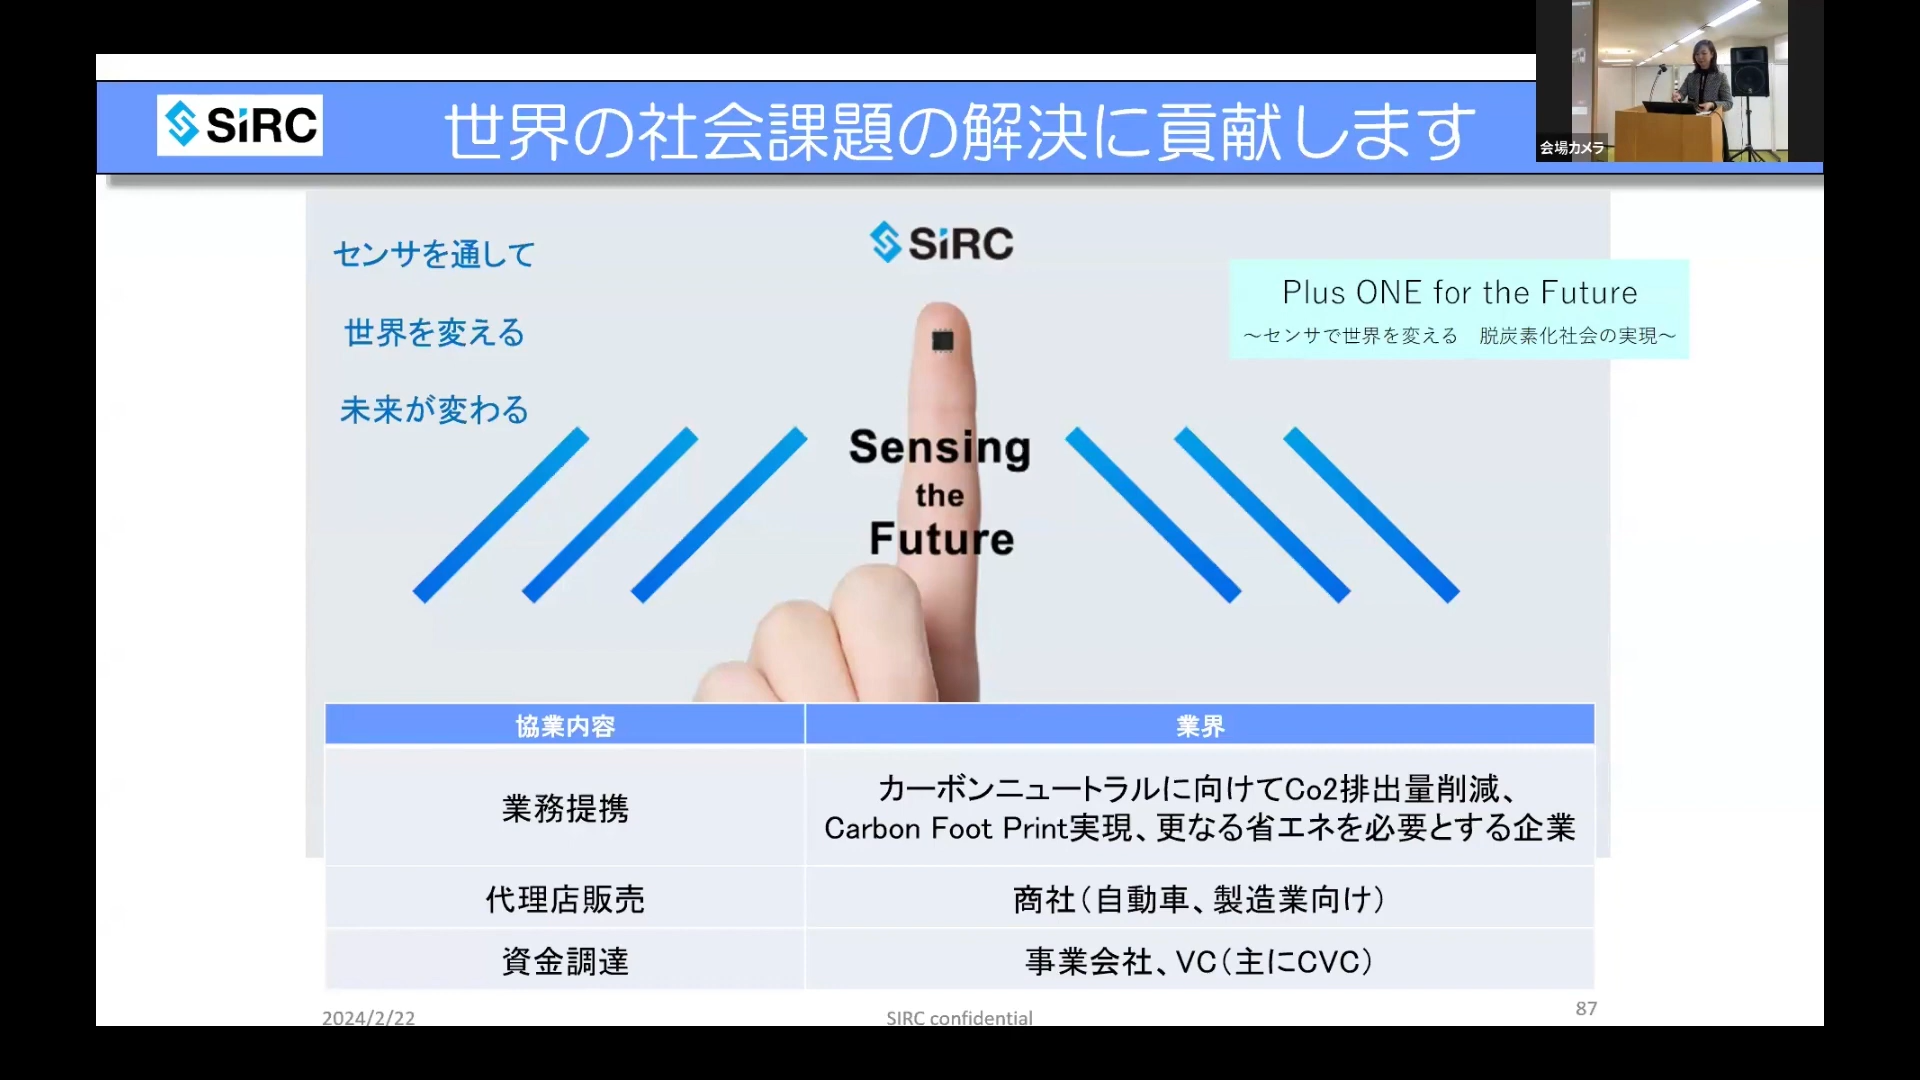 SiRC
世界の社会課題の解決に貢献します
会場カメラ
センサを通して
世界を変える
未来が変わる
SiRC
Plus ONE for the Future
～センサで世界を変える　脱炭素化社会の実現～
Sensing
the
Future
協業内容
業界
業務提携
カーボンニュートラルに向けてCo2排出量削減、
Carbon Foot Print実現、更なる省エネを必要とする企業
代理店販売
商社（自動車、製造業向け）
資金調達
事業会社、VC（主にCVC）
2024/2/22
SIRC confidential
87